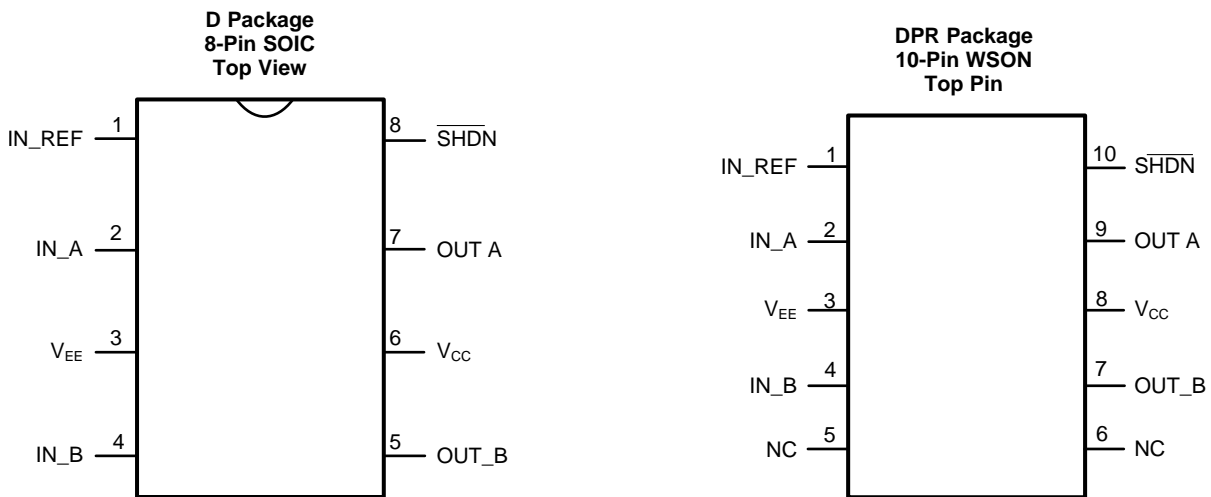 D Package
8-Pin SOIC
Top View
IN_REF 1
8 SHDN
IN_A 2
7 OUT A
VEE 3
6 VCC
IN_B 4
5 OUT_B
DPR Package
10-Pin WSON
Top Pin
IN_REF 1
10 SHDN
IN_A 2
9 OUT A
VEE 3
8 VCC
IN_B 4
7 OUT_B
NC 5
6 NC